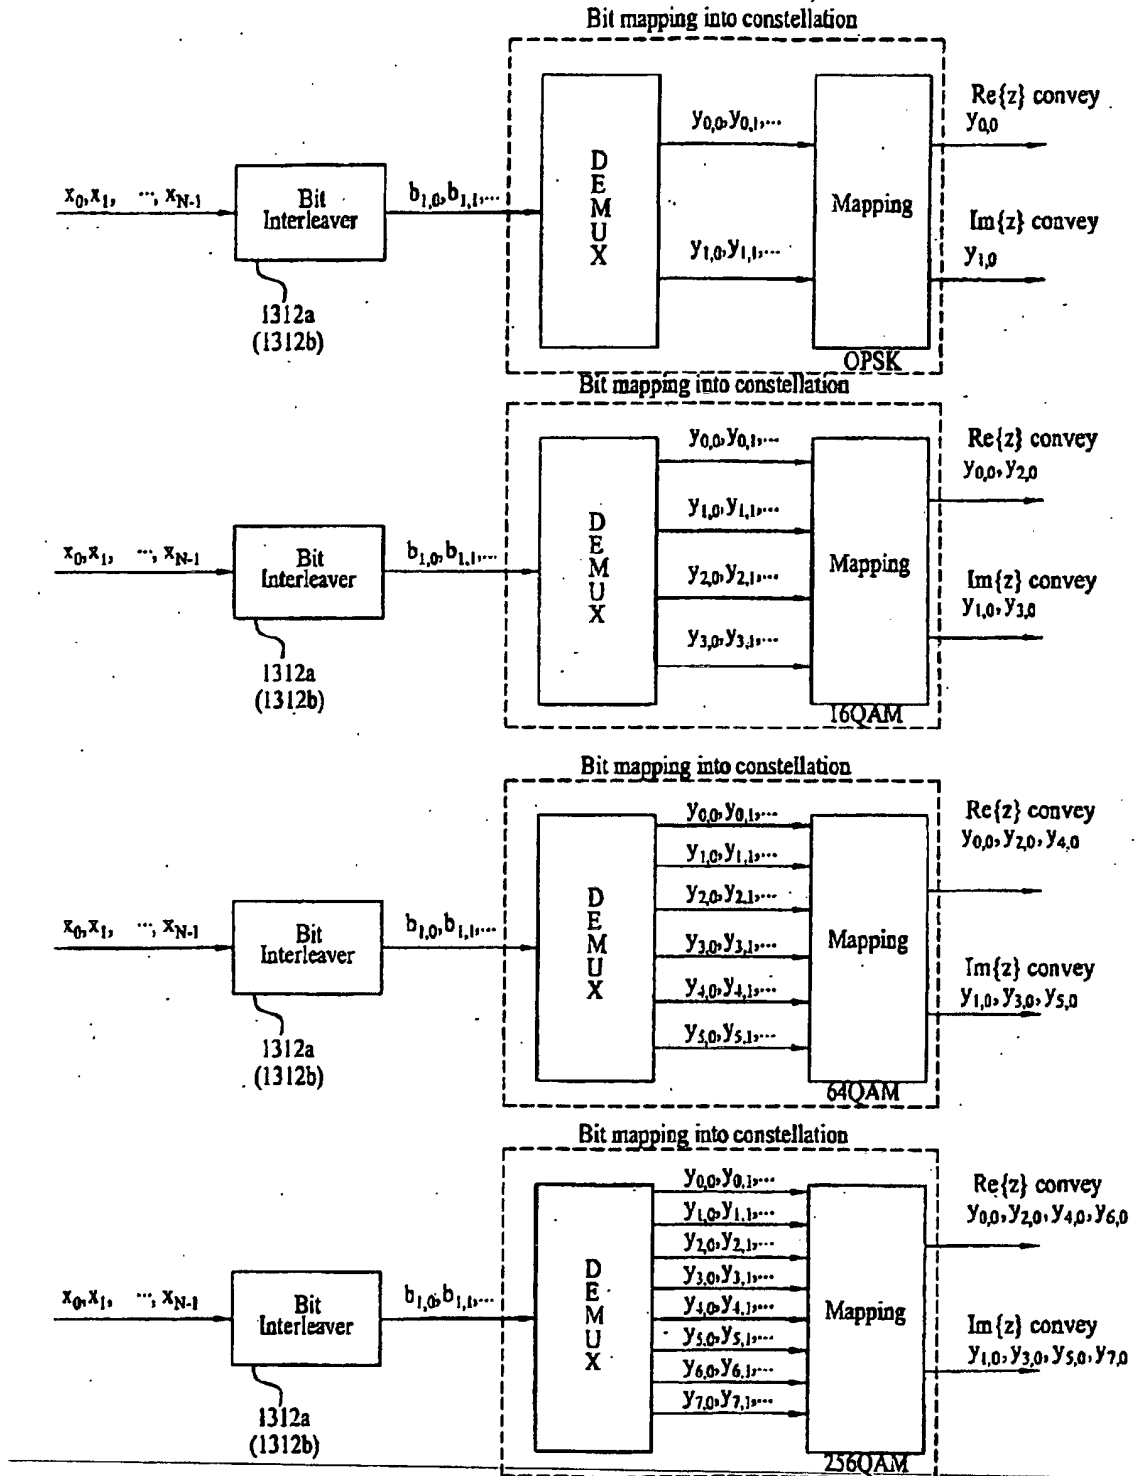 Bit mapping into constellation
x0,x1, ..., xN-1
Bit
Interleaver
1312a
(1312b)
b1,0,b1,1,...
D
E
M
U
X
y0,0,y0,1,...
y1,0,y1,1,...
Mapping
OPSK
Re{z} convey
y0,0
Im{z} convey
y1,0
Bit mapping into constellation
x0,x1, ..., xN-1
Bit
Interleaver
1312a
(1312b)
b1,0,b1,1,...
D
E
M
U
X
y0,0,y0,1,...
y1,0,y1,1,...
y2,0,y2,1,...
y3,0,y3,1,...
Mapping
16QAM
Re{z} convey
y0,0,y2,0
Im{z} convey
y1,0,y3,0
Bit mapping into constellation
x0,x1, ..., xN-1
Bit
Interleaver
1312a
(1312b)
b1,0,b1,1,...
D
E
M
U
X
y0,0,y0,1,...
y1,0,y1,1,...
y2,0,y2,1,...
y3,0,y3,1,...
y4,0,y4,1,...
y5,0,y5,1,...
Mapping
64QAM
Re{z} convey
y0,0,y2,0,y4,0
Im{z} convey
y1,0,y3,0,y5,0
Bit mapping into constellation
x0,x1, ..., xN-1
Bit
Interleaver
1312a
(1312b)
b1,0,b1,1,...
D
E
M
U
X
y0,0,y0,1,...
y1,0,y1,1,...
y2,0,y2,1,...
y3,0,y3,1,...
y4,0,y4,1,...
y5,0,y5,1,...
y6,0,y6,1,...
y7,0,y7,1,...
Mapping
256QAM
Re{z} convey
y0,0,y2,0,y4,0,y6,0
Im{z} convey
y1,0,y3,0,y5,0,y7,0